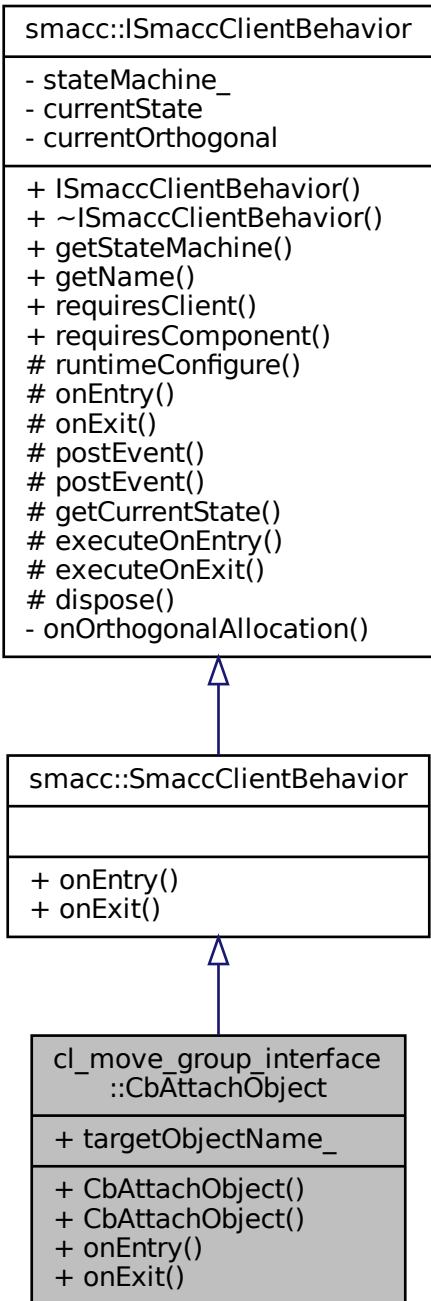 smacc::ISmaccClientBehavior
- stateMachine_
- currentState
- currentOrthogonal
+ ISmaccClientBehavior()
+ ~ISmaccClientBehavior()
+ getStateMachine()
+ getName()
+ requiresClient()
+ requiresComponent()
# runtimeConfigure()
# onEntry()
# onExit()
# postEvent()
# postEvent()
# getCurrentState()
# executeOnEntry()
# executeOnExit()
# dispose()
- onOrthogonalAllocation()
smacc::SmaccClientBehavior
+ onEntry()
+ onExit()
cl_move_group_interface
::CbAttachObject
+ targetObjectName_
+ CbAttachObject()
+ CbAttachObject()
+ onEntry()
+ onExit()